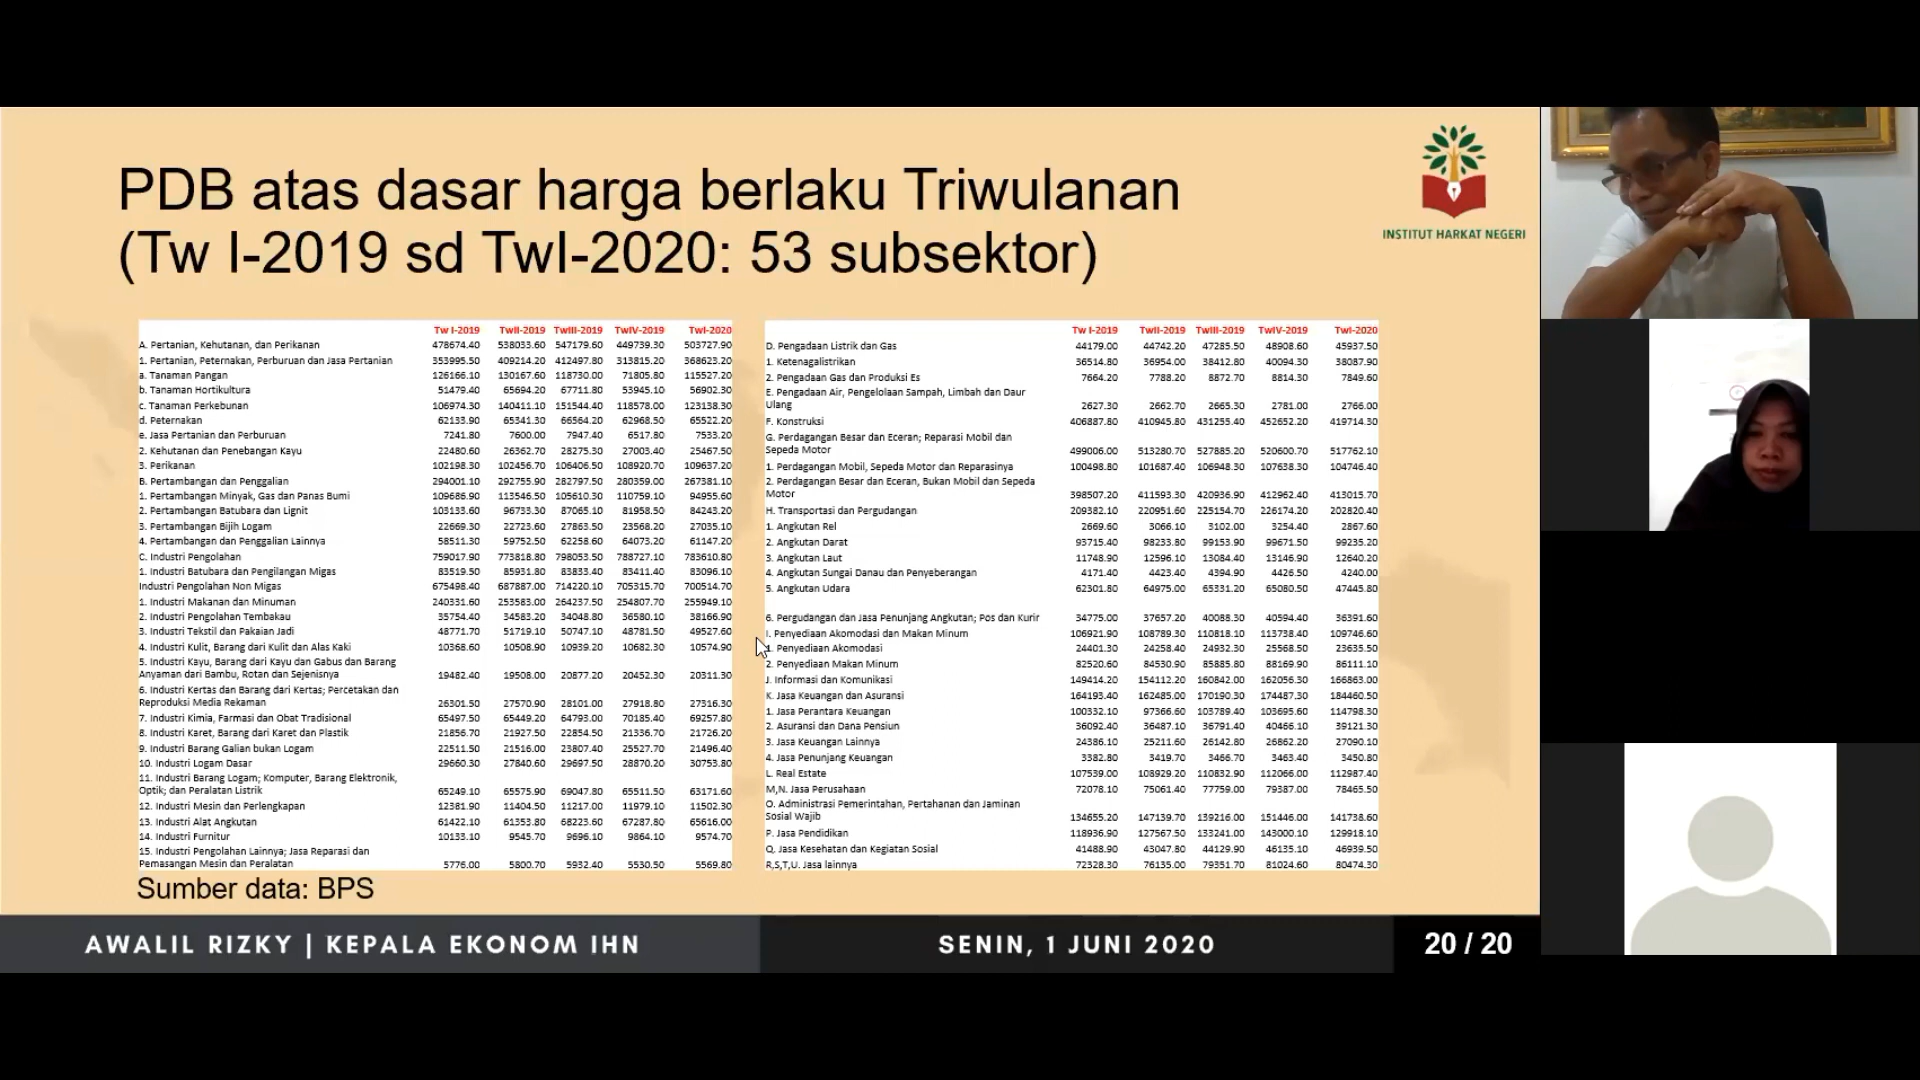 PDB atas dasar harga berlaku Triwulanan
(Tw I-2019 sd TwI-2020: 53 subsektor)
INSTITUT HARKAT NEGERI
Tw I-2019 TwII-2019 TwIII-2019 TwIV-2019 TwI-2020
A. Pertanian, Kehutanan, dan Perikanan 478674.40 538033.60 547179.60 449739.30 503727.90
1. Pertanian, Peternakan, Perburuan dan Jasa Pertanian 353995.50 409214.20 412497.80 313815.20 368623.20
a. Tanaman Pangan 126166.10 130167.60 118730.00 71805.80 115527.20
b. Tanaman Hortikultura 51479.40 65694.20 67711.80 53945.10 56902.30
c. Tanaman Perkebunan 106974.30 140411.10 151544.40 118578.00 123138.30
d. Peternakan 62133.90 65341.30 66564.20 62968.50 65522.20
e. Jasa Pertanian dan Perburuan 7241.80 7600.00 7947.40 6517.80 7533.20
2. Kehutanan dan Penebangan Kayu 22480.60 26362.70 28275.30 27003.40 25467.50
3. Perikanan 102198.30 102456.70 106406.50 108920.70 109637.20
B. Pertambangan dan Penggalian 294001.10 292755.90 282797.50 280359.00 267381.10
1. Pertambangan Minyak, Gas dan Panas Bumi 109686.90 113546.50 105610.30 110759.10 94955.60
2. Pertambangan Batubara dan Lignit 103133.60 96733.30 87065.10 81958.50 84243.20
3. Pertambangan Bijih Logam 22669.30 22723.60 27863.50 23568.20 27035.10
4. Pertambangan dan Penggalian Lainnya 58511.30 59752.50 62258.60 64073.20 61147.20
C. Industri Pengolahan 759017.90 773818.80 798053.50 788727.10 783610.80
1. Industri Batubara dan Pengilangan Migas 83519.50 85931.80 83833.40 83411.40 83096.10
Industri Pengolahan Non Migas 675498.40 687887.00 714220.10 705315.70 700514.70
1. Industri Makanan dan Minuman 240331.60 253583.00 264237.50 254807.70 255949.10
2. Industri Pengolahan Tembakau 35754.40 34583.20 34048.80 36580.10 38166.90
3. Industri Tekstil dan Pakaian Jadi 48771.70 51719.10 50747.10 48781.50 49527.60
4. Industri Kulit, Barang dari Kulit dan Alas Kaki 10368.60 10508.90 10939.20 10682.30 10574.90
5. Industri Kayu, Barang dari Kayu dan Gabus dan Barang
Anyaman dari Bambu, Rotan dan Sejenisnya 19482.40 19508.00 20877.20 20452.30 20311.30
6. Industri Kertas dan Barang dari Kertas; Percetakan dan
Reproduksi Media Rekaman 26301.50 27570.90 28101.00 27918.80 27316.30
7. Industri Kimia, Farmasi dan Obat Tradisional 65497.50 65449.20 64793.00 70185.40 69257.80
8. Industri Karet, Barang dari Karet dan Plastik 21856.70 21927.50 22854.50 21336.70 21726.20
9. Industri Barang Galian bukan Logam 22511.50 21516.00 23807.40 25527.70 21496.40
10. Industri Logam Dasar 29660.30 27840.60 29697.50 28870.20 30753.80
11. Industri Barang Logam; Komputer, Barang Elektronik,
Optik; dan Peralatan Listrik 65249.10 65575.90 69047.80 65511.50 63171.60
12. Industri Mesin dan Perlengkapan 12381.90 11404.50 11217.00 11979.10 11502.30
13. Industri Alat Angkutan 61422.10 61353.80 68223.60 67287.80 65616.00
14. Industri Furnitur 10133.10 9545.70 9696.10 9864.10 9574.70
15. Industri Pengolahan Lainnya; Jasa Reparasi dan
Pemasangan Mesin dan Peralatan 5776.00 5800.70 5932.40 5530.50 5569.80
Tw I-2019 TwII-2019 TwIII-2019 TwIV-2019 TwI-2020
D. Pengadaan Listrik dan Gas 44179.00 44742.20 47285.50 48908.60 45937.50
1. Ketenagalistrikan 36514.80 36954.00 38412.80 40094.30 38087.90
2. Pengadaan Gas dan Produksi Es 7664.20 7788.20 8872.70 8814.30 7849.60
E. Pengadaan Air, Pengelolaan Sampah, Limbah dan Daur
Ulang 2627.30 2662.70 2665.30 2781.00 2766.00
F. Konstruksi 406887.80 410945.80 431255.40 452652.20 419714.30
G. Perdagangan Besar dan Eceran; Reparasi Mobil dan
Sepeda Motor 499006.00 513280.70 527885.20 520600.70 517762.10
1. Perdagangan Mobil, Sepeda Motor dan Reparasinya 100498.80 101687.40 106948.30 107638.30 104746.40
2. Perdagangan Besar dan Eceran, Bukan Mobil dan Sepeda
Motor 398507.20 411593.30 420936.90 412962.40 413015.70
H. Transportasi dan Pergudangan 209382.10 220951.60 225154.70 226174.20 202820.40
1. Angkutan Rel 2669.60 3066.10 3102.00 3254.40 2867.60
2. Angkutan Darat 93715.40 98233.80 99153.90 99671.50 99235.20
3. Angkutan Laut 11748.90 12596.10 13084.40 13146.90 12640.20
4. Angkutan Sungai Danau dan Penyeberangan 4171.40 4423.40 4394.90 4426.50 4240.00
5. Angkutan Udara 62301.80 64975.00 65331.20 65080.50 47445.80
6. Pergudangan dan Jasa Penunjang Angkutan; Pos dan Kurir 34775.00 37657.20 40088.30 40594.40 36391.60
I. Penyediaan Akomodasi dan Makan Minum 106921.90 108789.30 110818.10 113738.40 109746.60
1. Penyediaan Akomodasi 24401.30 24258.40 24932.30 25568.50 23635.50
2. Penyediaan Makan Minum 82520.60 84530.90 85885.80 88169.90 86111.10
J. Informasi dan Komunikasi 149414.20 154112.20 160842.00 162056.30 166863.00
K. Jasa Keuangan dan Asuransi 164193.40 162485.00 170190.30 174487.30 184460.50
1. Jasa Perantara Keuangan 100332.10 97366.60 103789.40 103695.60 114798.30
2. Asuransi dan Dana Pensiun 36092.40 36487.10 36791.40 40466.10 39121.30
3. Jasa Keuangan Lainnya 24386.10 25211.60 26142.80 26862.20 27090.10
4. Jasa Penunjang Keuangan 3382.80 3419.70 3466.70 3463.40 3450.80
L. Real Estate 107539.00 108929.20 110832.90 112066.00 112987.40
M,N. Jasa Perusahaan 72078.10 75061.40 77759.00 79387.00 78465.50
O. Administrasi Pemerintahan, Pertahanan dan Jaminan
Sosial Wajib 134655.20 147139.70 139216.00 151446.00 141738.60
P. Jasa Pendidikan 118936.90 127567.50 133241.00 143000.10 129918.10
Q. Jasa Kesehatan dan Kegiatan Sosial 41488.90 43047.80 44129.90 46135.10 46939.50
R,S,T,U. Jasa lainnya 72328.30 76135.00 79351.70 81024.60 80474.30
Sumber data: BPS
AWALIL RIZKY | KEPALA EKONOM IHN
SENIN, 1 JUNI 2020
20 / 20